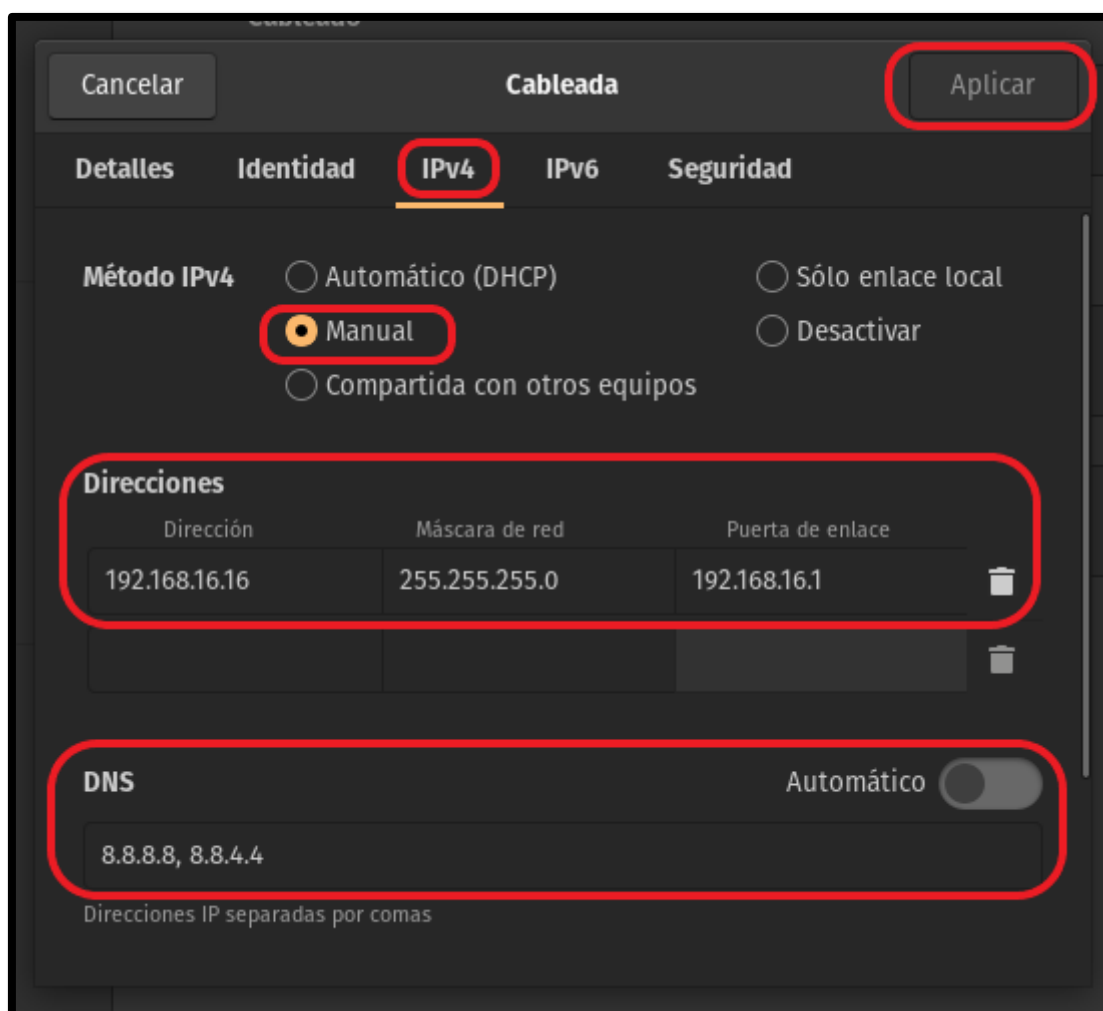 Cableado
Cancelar Cableada Aplicar
Detalles Identidad IPv4 IPv6 Seguridad
Método IPv4 Automático (DHCP) Sólo enlace local
Manual Desactivar
Compartida con otros equipos
Direcciones
Dirección Máscara de red Puerta de enlace
192.168.16.16 255.255.255.0 192.168.16.1
DNS Automático
8.8.8.8, 8.8.4.4
Direcciones IP separadas por comas